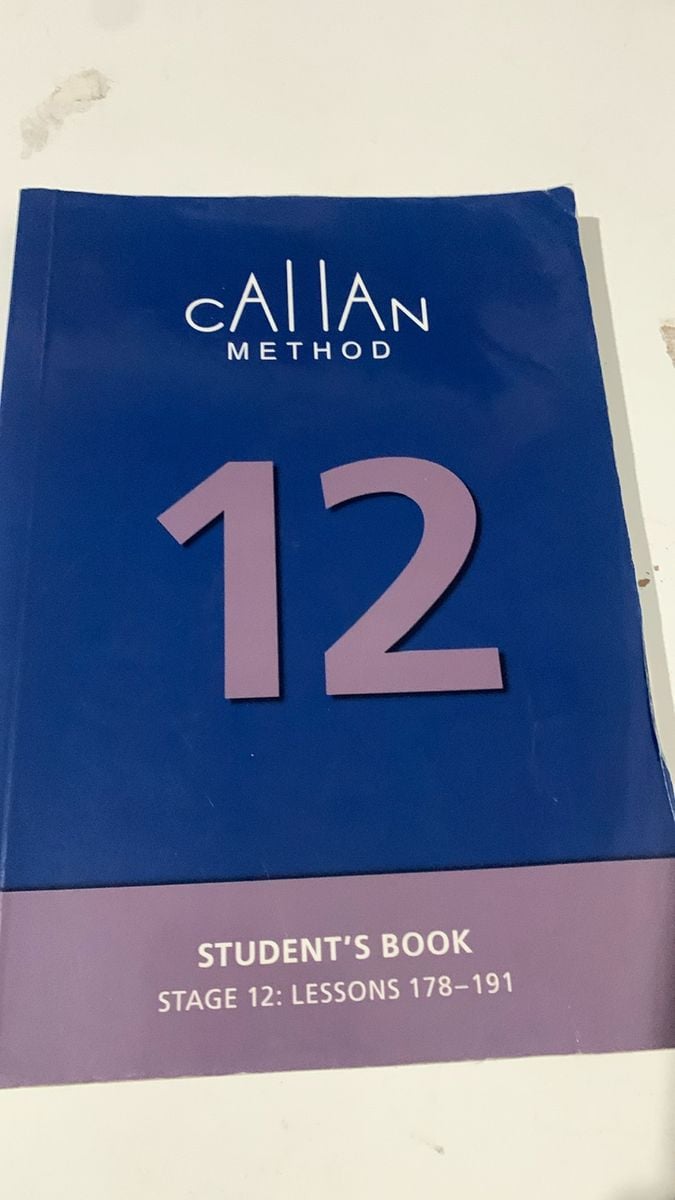 CALLAN
METHOD
12
STUDENT'S BOOK
STAGE 12: LESSONS 178–191